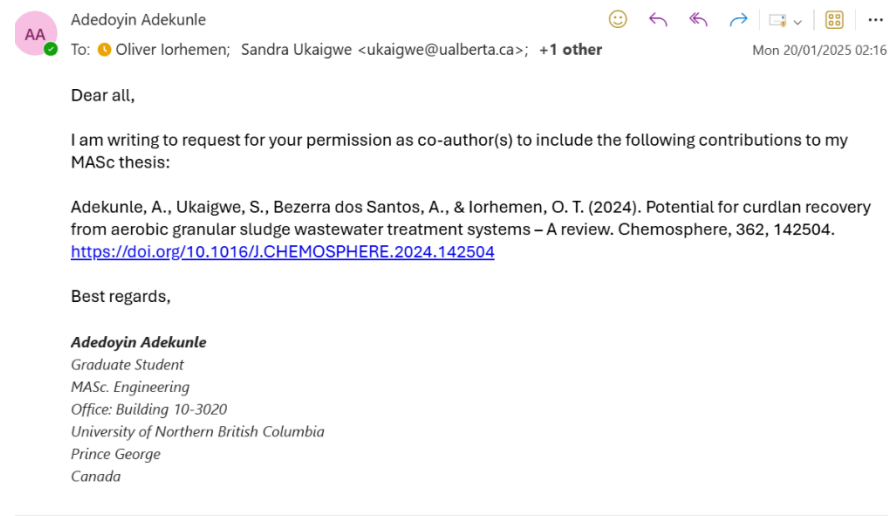 AA
Adedoyin Adekunle
To: Oliver Iorhemen; Sandra Ukaigwe <ukaigwe@ualberta.ca>; +1 other
Mon 20/01/2025 02:16
Dear all,
I am writing to request for your permission as co-author(s) to include the following contributions to my
MASc thesis:
Adekunle, A., Ukaigwe, S., Bezerra dos Santos, A., & Iorhemen, O. T. (2024). Potential for curdlan recovery
from aerobic granular sludge wastewater treatment systems – A review. Chemosphere, 362, 142504.
https://doi.org/10.1016/J.CHEMOSPHERE.2024.142504
Best regards,
Adedoyin Adekunle
Graduate Student
MASc. Engineering
Office: Building 10-3020
University of Northern British Columbia
Prince George
Canada